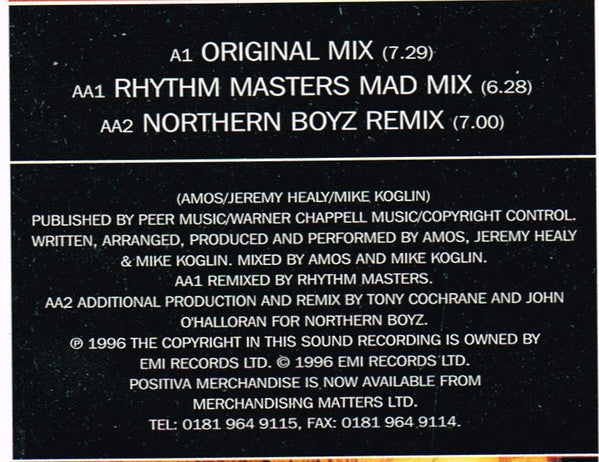 A1 ORIGINAL MIX (7.29)
AA1 RHYTHM MASTERS MAD MIX (6.28)
AA2 NORTHERN BOYZ REMIX (7.00)
(AMOS/JEREMY HEALY/MIKE KOGLIN)
PUBLISHED BY PEER MUSIC/WARNER CHAPPELL MUSIC/COPYRIGHT CONTROL.
WRITTEN, ARRANGED, PRODUCED AND PERFORMED BY AMOS, JEREMY HEALY
& MIKE KOGLIN. MIXED BY AMOS AND MIKE KOGLIN.
AA1 REMIXED BY RHYTHM MASTERS.
AA2 ADDITIONAL PRODUCTION AND REMIX BY TONY COCHRANE AND JOHN
O'HALLORAN FOR NORTHERN BOYZ.
℗ 1996 THE COPYRIGHT IN THIS SOUND RECORDING IS OWNED BY
EMI RECORDS LTD. © 1996 EMI RECORDS LTD.
POSITIVA MERCHANDISE IS NOW AVAILABLE FROM
MERCHANDISING MATTERS LTD.
TEL: 0181 964 9115, FAX: 0181 964 9114.